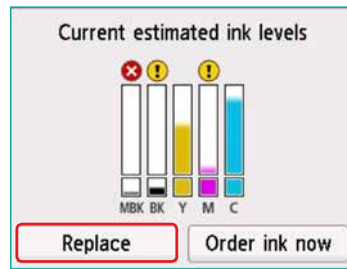 Current estimated ink levels
MBK BK Y M C
Replace
Order ink now